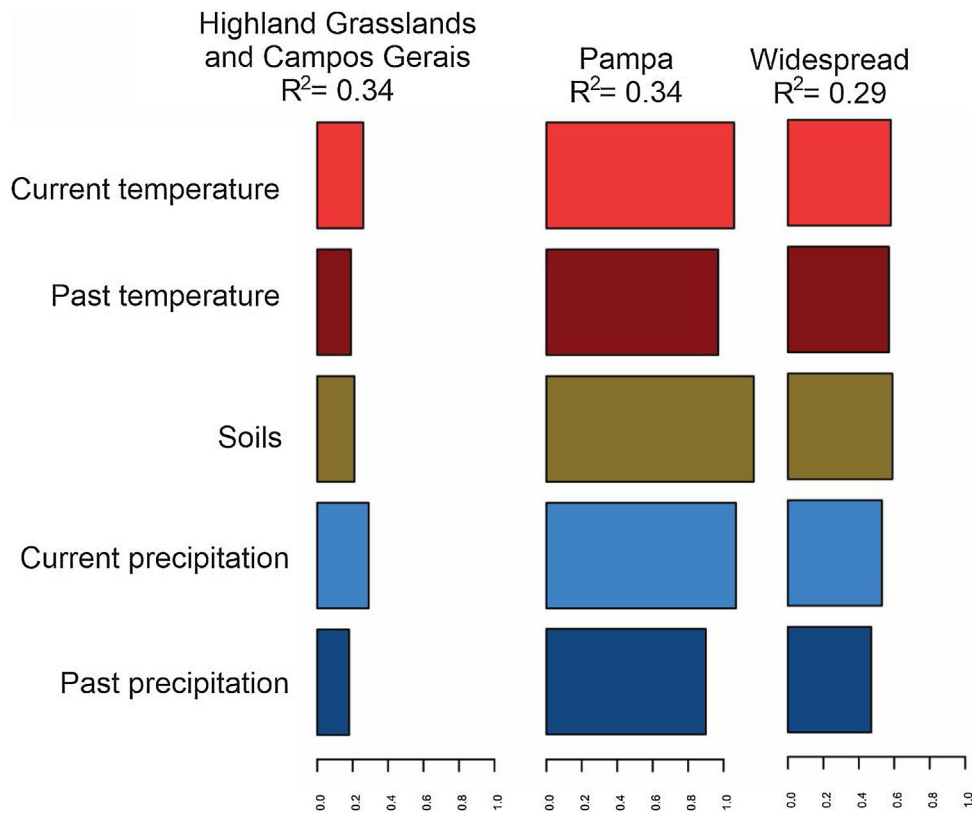 Highland Grasslands
and Campos Gerais
R²= 0.34
Pampa
R²= 0.34
Widespread
R²= 0.29
Current temperature
Past temperature
Soils
Current precipitation
Past precipitation
0.0 0.2 0.4 0.6 0.8 1.0
0.0 0.2 0.4 0.6 0.8 1.0
0.0 0.2 0.4 0.6 0.8 1.0